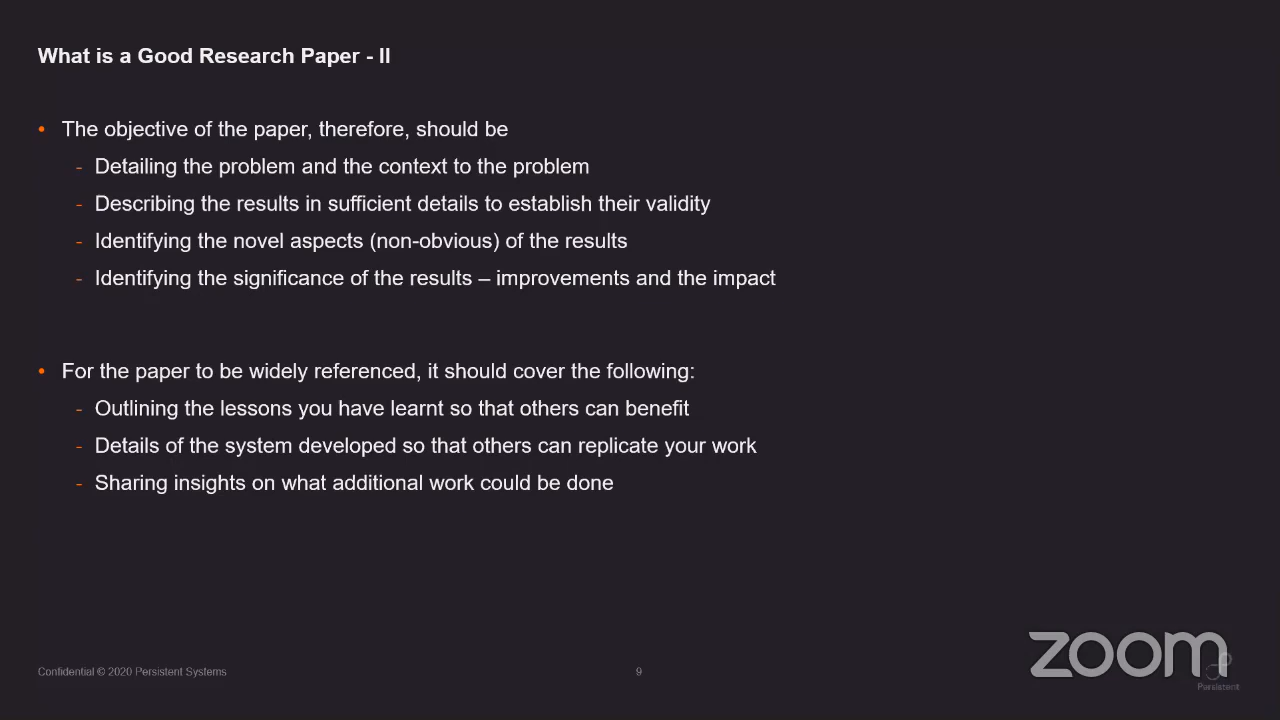 What is a Good Research Paper - II
• The objective of the paper, therefore, should be
- Detailing the problem and the context to the problem
- Describing the results in sufficient details to establish their validity
- Identifying the novel aspects (non-obvious) of the results
- Identifying the significance of the results – improvements and the impact
• For the paper to be widely referenced, it should cover the following:
- Outlining the lessons you have learnt so that others can benefit
- Details of the system developed so that others can replicate your work
- Sharing insights on what additional work could be done
Confidential © 2020 Persistent Systems
9
zoom
Persistent